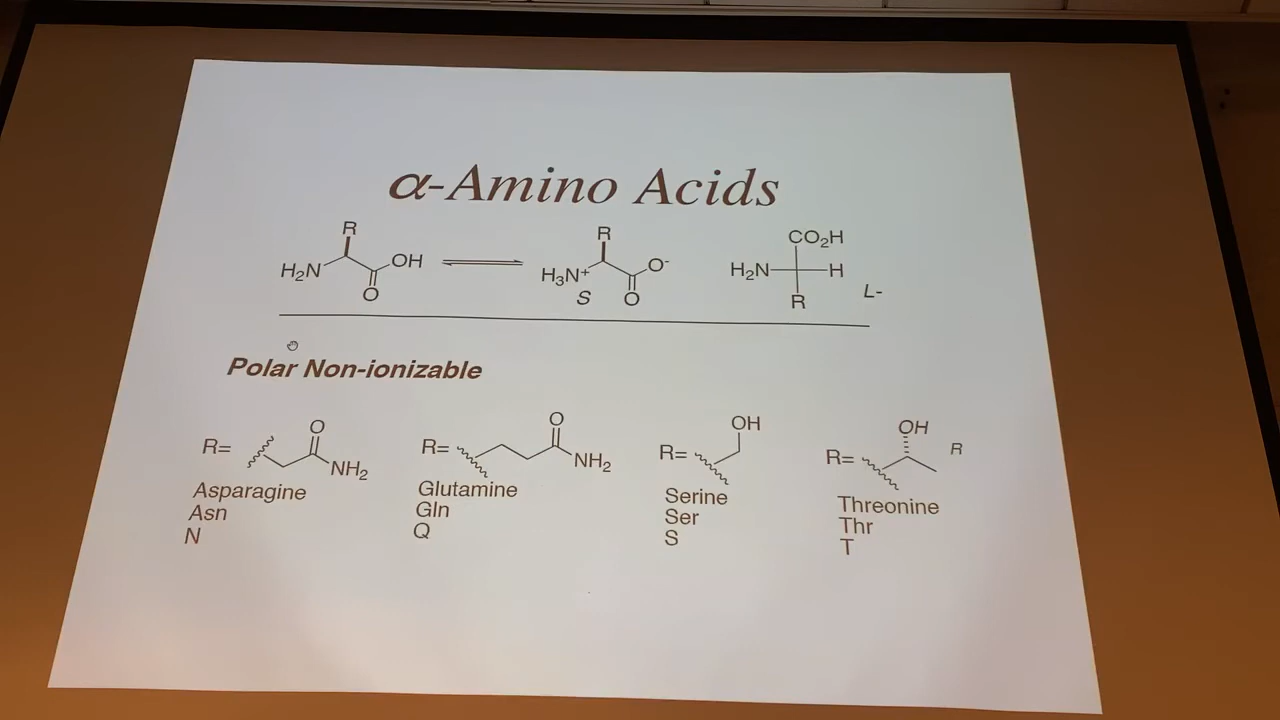 α-Amino Acids
R
H₂N
OH
O
R
H₃N⁺
O⁻
S
O
CO₂H
H₂N
H
R
L-
Polar Non-ionizable
R=
O
NH₂
Asparagine
Asn
N
R=
O
NH₂
Glutamine
Gln
Q
R=
OH
Serine
Ser
S
R=
OH
R
Threonine
Thr
T